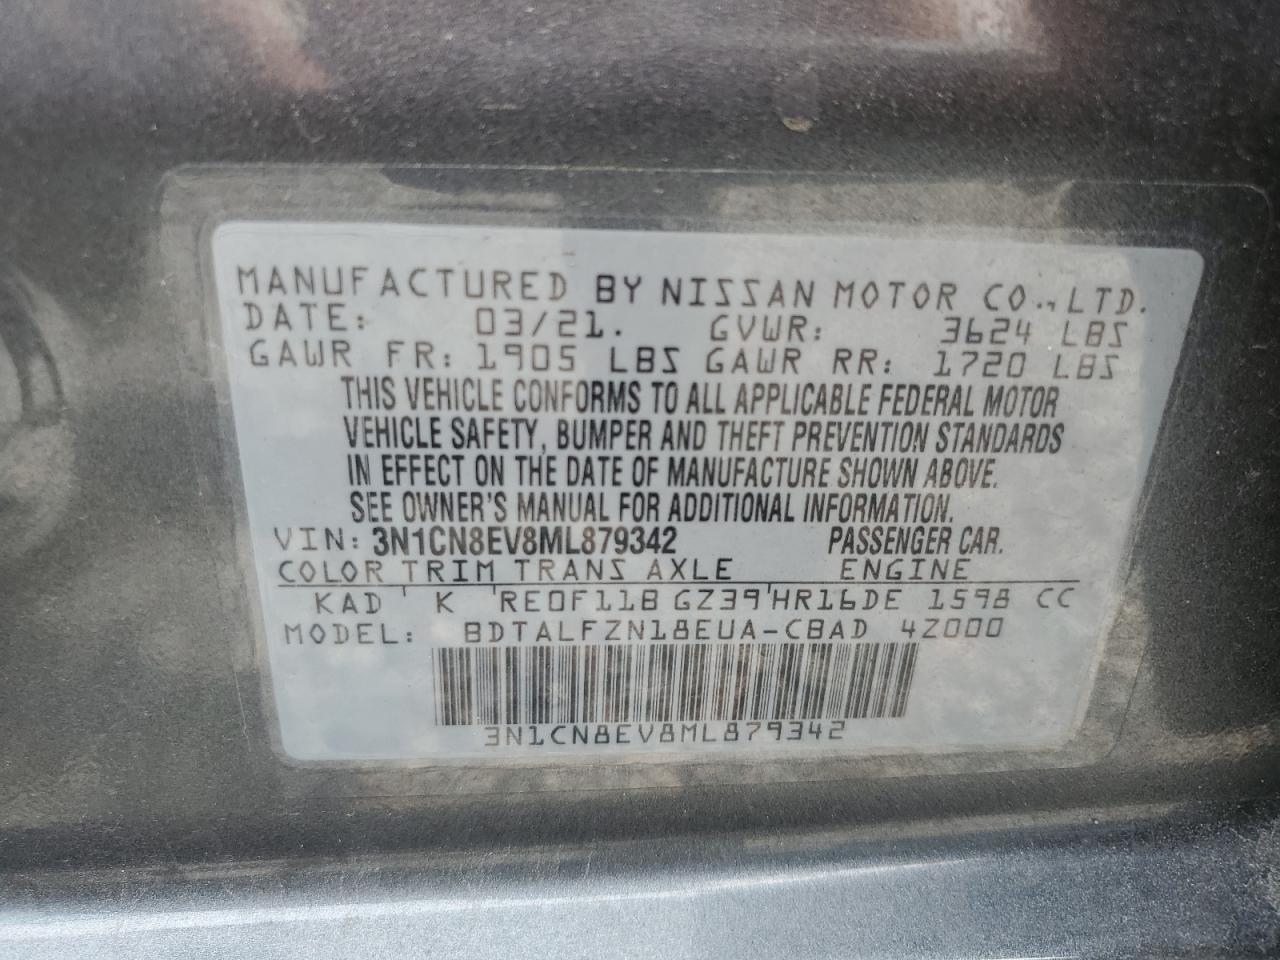 MANUFACTURED BY NISSAN MOTOR CO., LTD.
DATE: 03/21. GVWR: 3624 LBS
GAWR FR: 1905 LBS GAWR RR: 1720 LBS
THIS VEHICLE CONFORMS TO ALL APPLICABLE FEDERAL MOTOR
VEHICLE SAFETY, BUMPER AND THEFT PREVENTION STANDARDS
IN EFFECT ON THE DATE OF MANUFACTURE SHOWN ABOVE.
SEE OWNER'S MANUAL FOR ADDITIONAL INFORMATION.
VIN: 3N1CN8EV8ML879342 PASSENGER CAR.
COLOR TRIM TRANS AXLE ENGINE
KAD K RE0F11B GZ39 HR16DE 1598 CC
MODEL: BDTALFZN18EUA-CBAD 4Z000
3N1CN8EV8ML879342